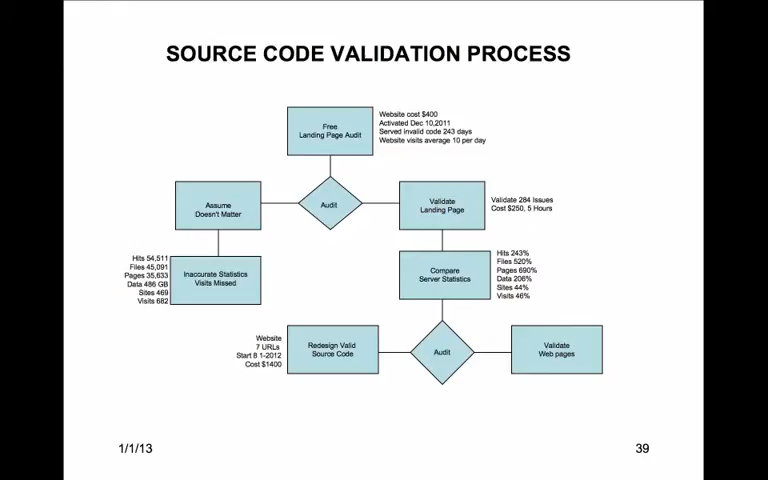 SOURCE CODE VALIDATION PROCESS
Free
Landing Page Audit
Website cost $400
Activated Dec 10,2011
Served invalid code 243 days
Website visits average 10 per day
Assume
Doesn't Matter
Audit
Validate
Landing Page
Validate 284 Issues
Cost $250, 5 Hours
Hits 54,511
Files 45,091
Pages 35,633
Data 486 GB
Sites 469
Visits 682
Inaccurate Statistics
Visits Missed
Compare
Server Statistics
Hits 243%
Files 520%
Pages 690%
Data 206%
Sites 44%
Visits 46%
Website
7 URLs
Start 8 1-2012
Cost $1400
Redesign Valid
Source Code
Audit
Validate
Web pages
1/1/13
39